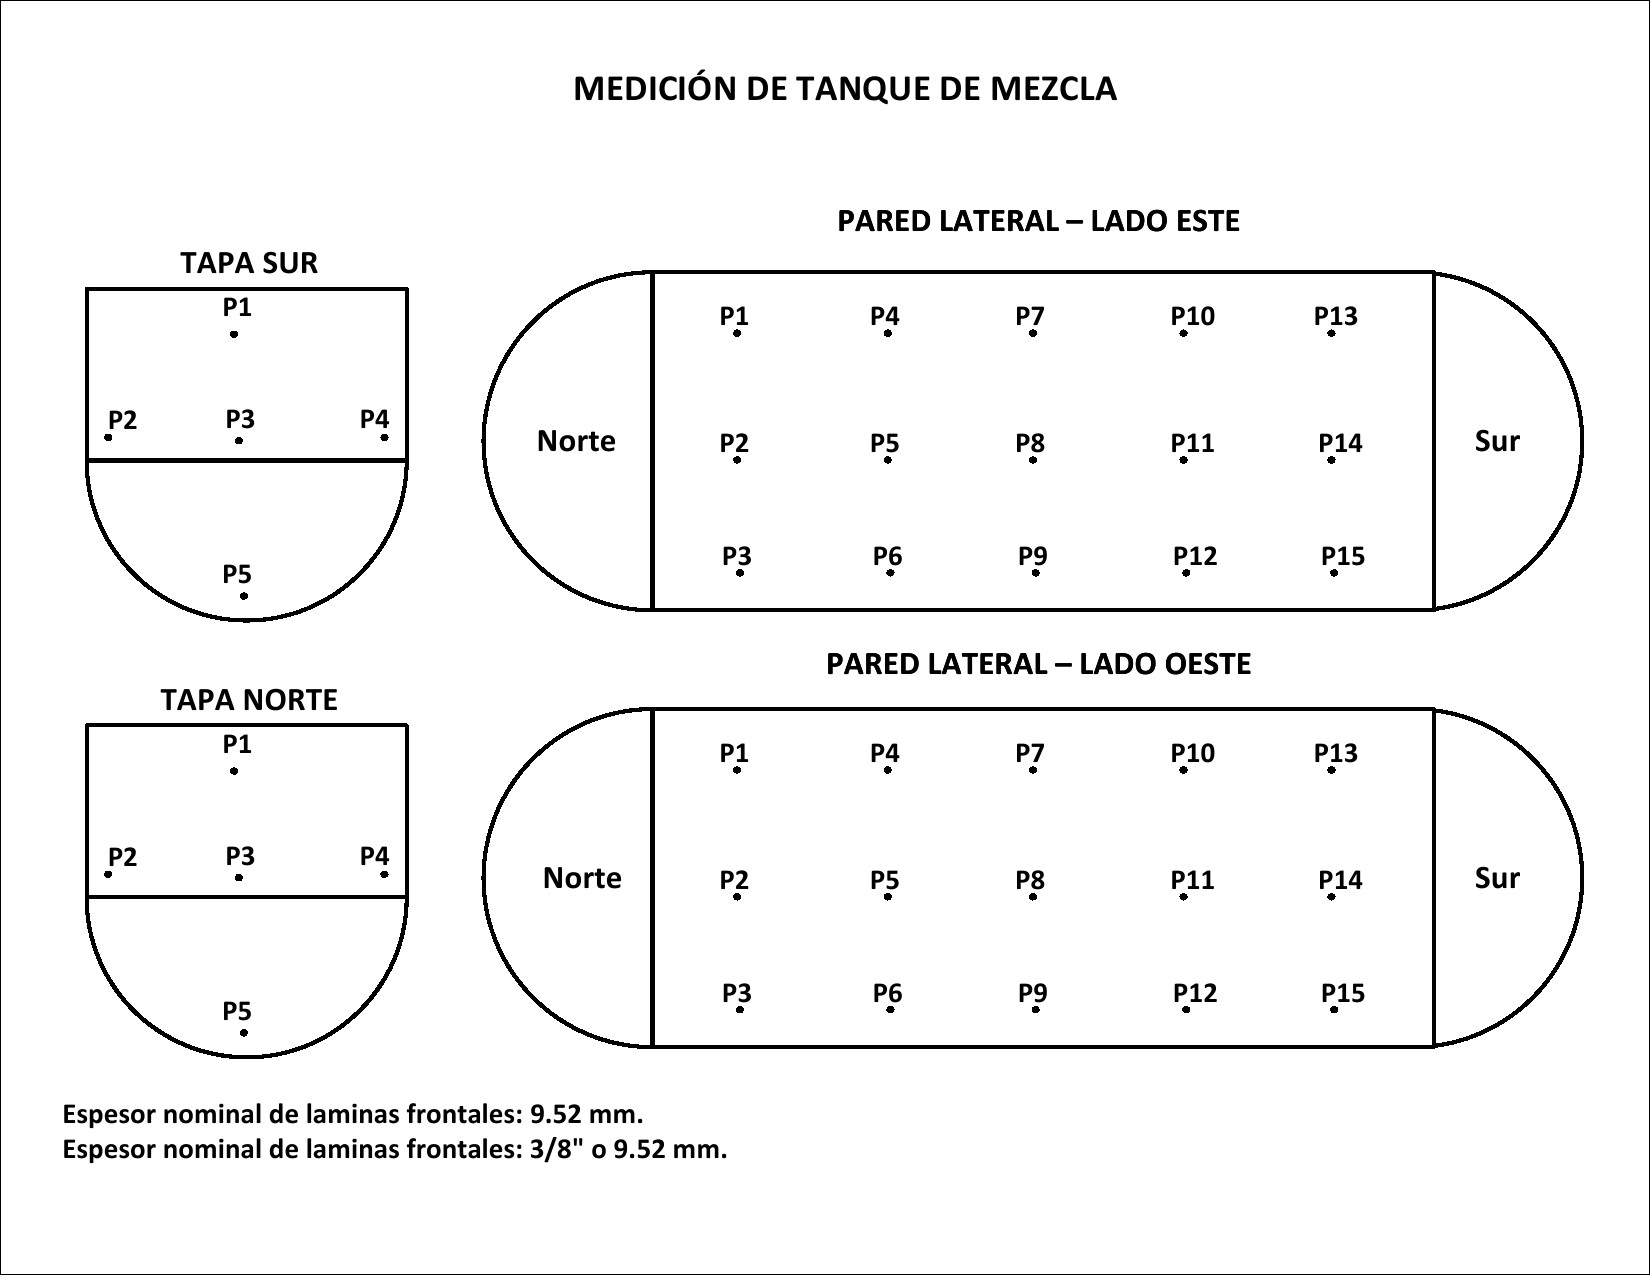 MEDICIÓN DE TANQUE DE MEZCLA
TAPA SUR
P1
P2 P3 P4
P5
PARED LATERAL – LADO ESTE
P1 P4 P7 P10 P13
Norte P2 P5 P8 P11 P14 Sur
P3 P6 P9 P12 P15
TAPA NORTE
P1
P2 P3 P4
P5
PARED LATERAL – LADO OESTE
P1 P4 P7 P10 P13
Norte P2 P5 P8 P11 P14 Sur
P3 P6 P9 P12 P15
Espesor nominal de laminas frontales: 9.52 mm.
Espesor nominal de laminas frontales: 3/8" o 9.52 mm.